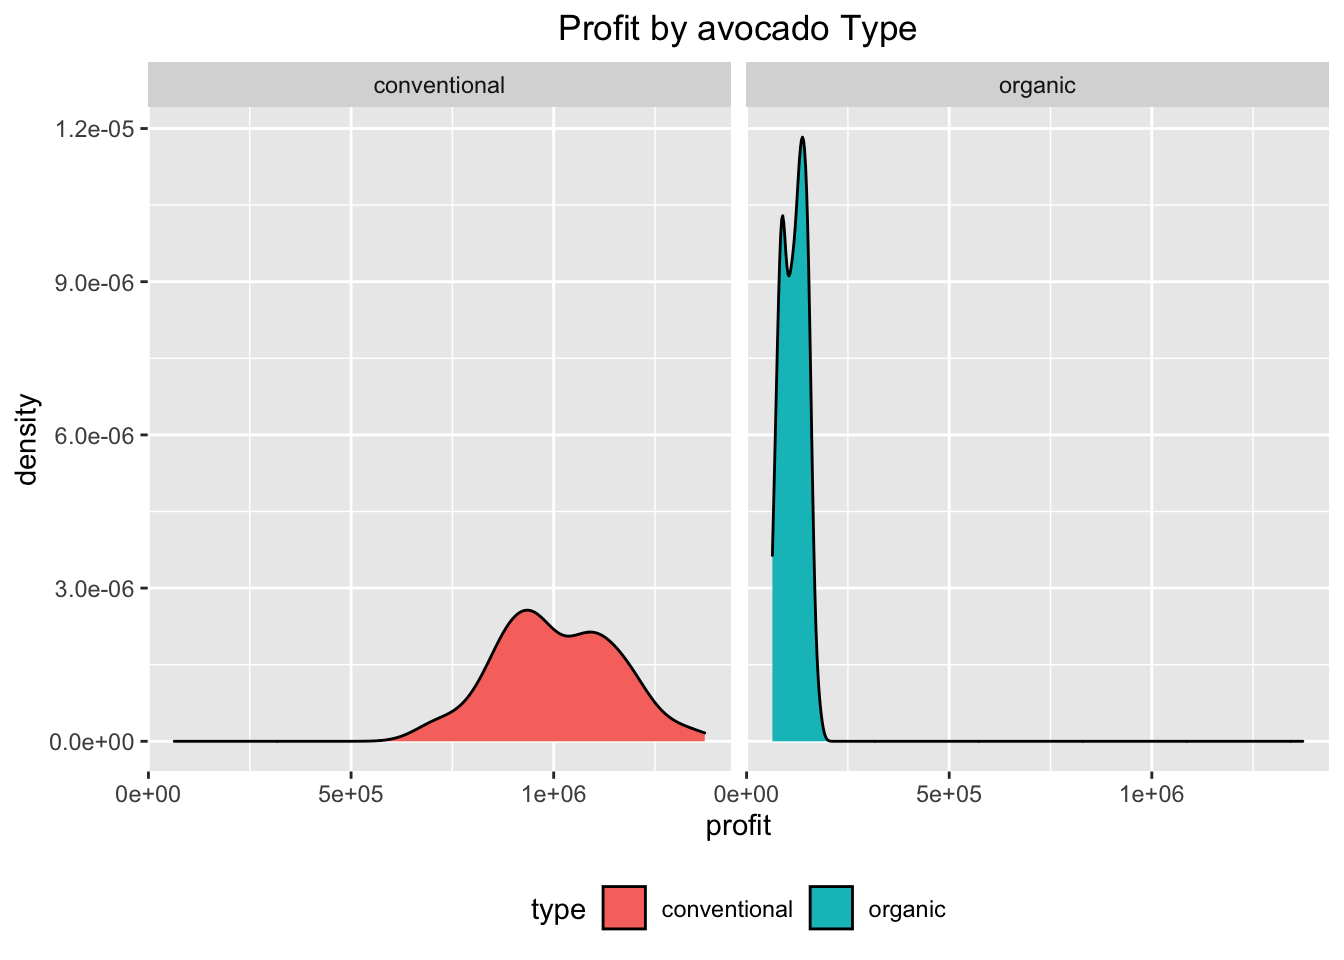 Profit by avocado Type
conventional
organic
1.2e-05
9.0e-06
6.0e-06
3.0e-06
0.0e+00
density
0e+00
5e+05
1e+06
0e+00
5e+05
1e+06
profit
type
conventional
organic